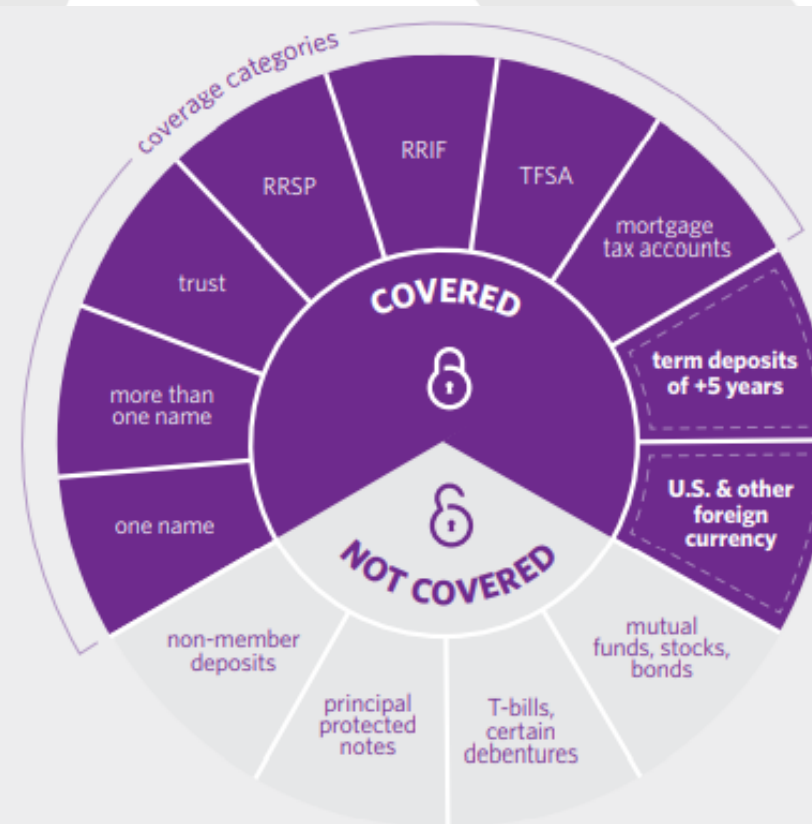 coverage categories
one name
more than
one name
trust
RRSP
RRIF
TFSA
mortgage
tax accounts
term deposits
of +5 years
U.S. & other
foreign
currency
COVERED
NOT COVERED
non-member
deposits
principal
protected
notes
T-bills,
certain
debentures
mutual
funds, stocks,
bonds